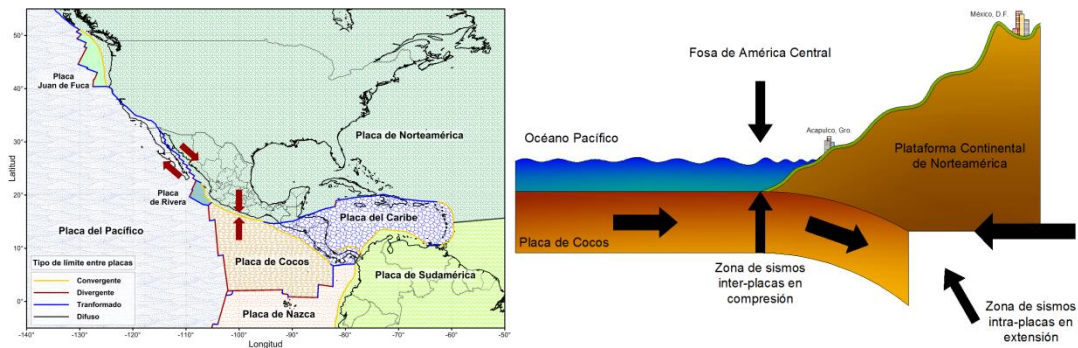 50°
40°
30°
20°
10°
0°
-140°
-130°
-120°
-110°
-100°
-90°
-80°
-70°
-60°
-50°
Latitud
Longitud
Placa
Juan de Fuca
Placa de Norteamérica
Placa
de Rivera
Placa del Caribe
Placa del Pacífico
Placa de Cocos
Placa de Sudamérica
Placa de Nazca
Tipo de límite entre placas
Convergente
Divergente
Tranformado
Difuso
México, D.F.
Fosa de América Central
Acapulco, Gro.
Océano Pacífico
Plataforma Continental
de Norteamérica
Placa de Cocos
Zona de sismos
inter-placas en
compresión
Zona de sismos
intra-placas en
extensión